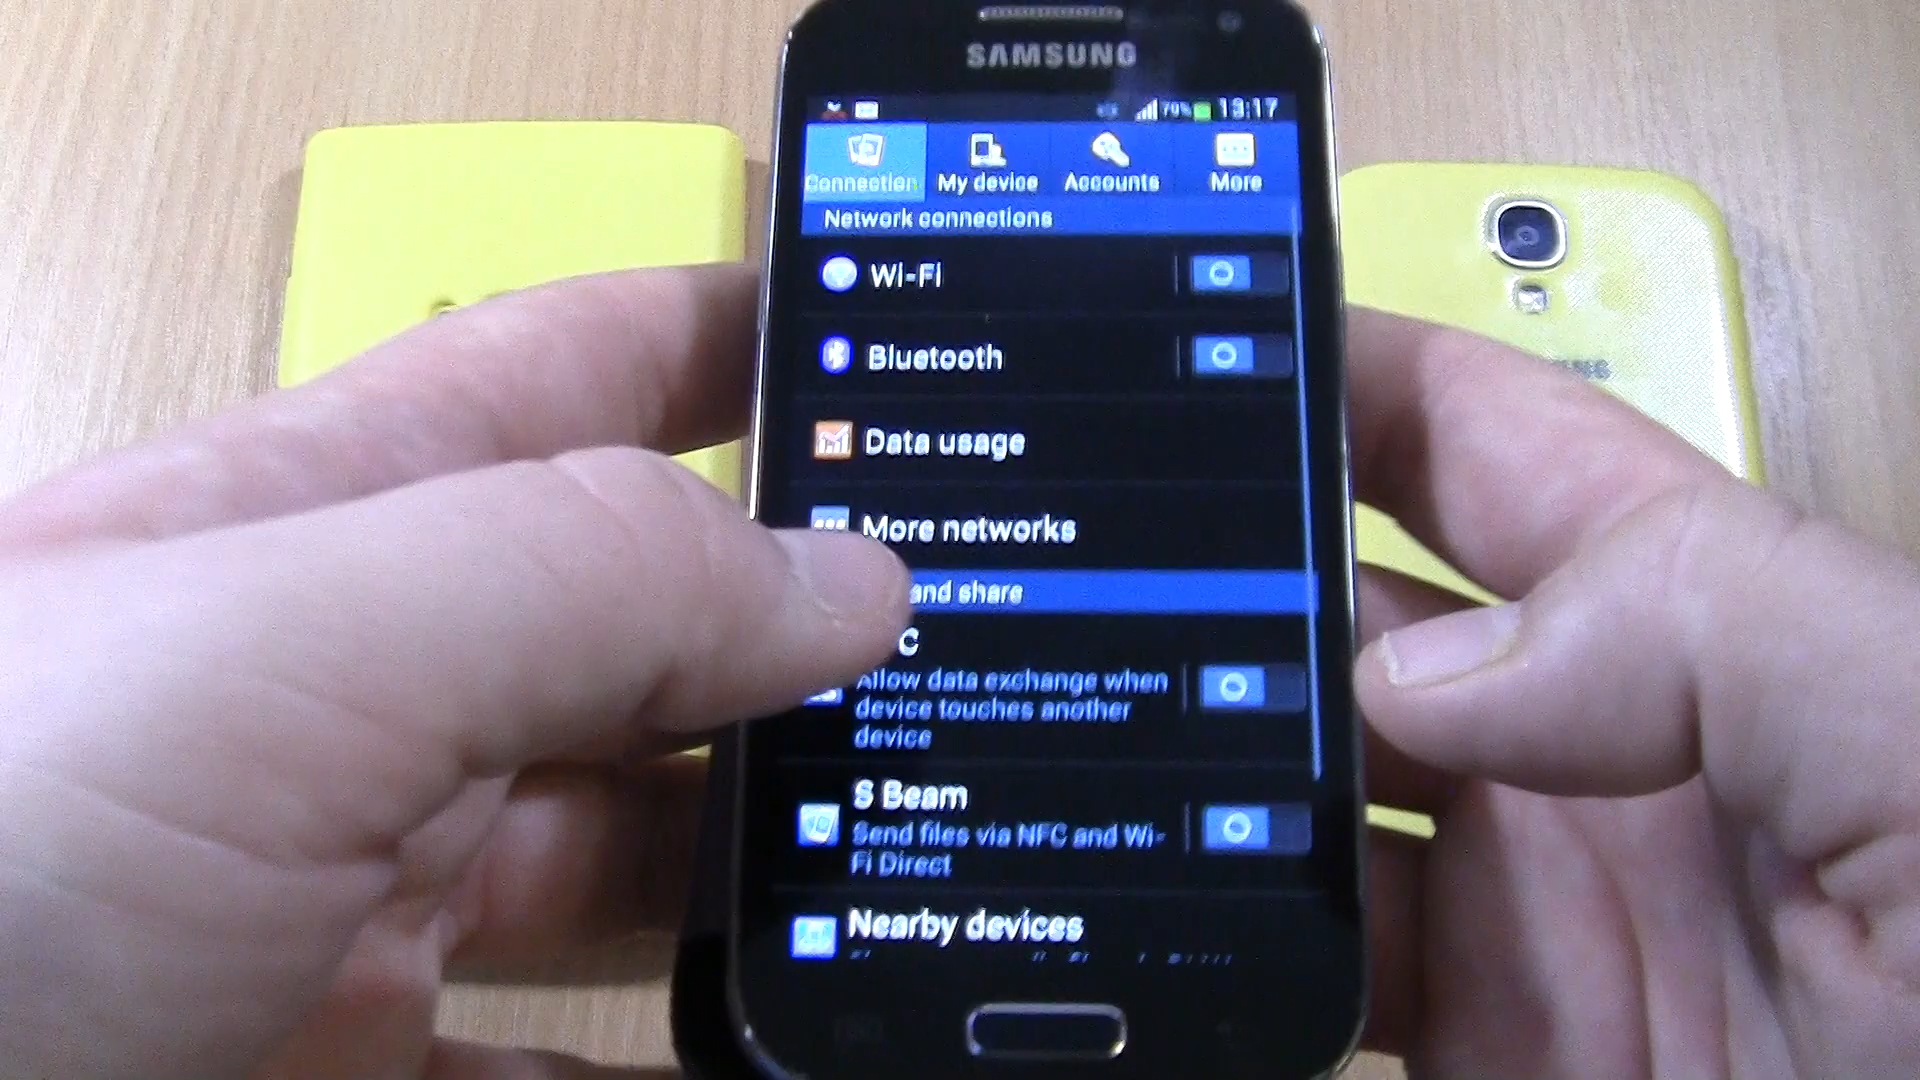 SAMSUNG
79% 13:17
Connection My device Accounts More
Network connections
Wi-Fi
Bluetooth
Data usage
More networks
and share
C
Allow data exchange when
device touches another
device
S Beam
Send files via NFC and Wi-
Fi Direct
Nearby devices